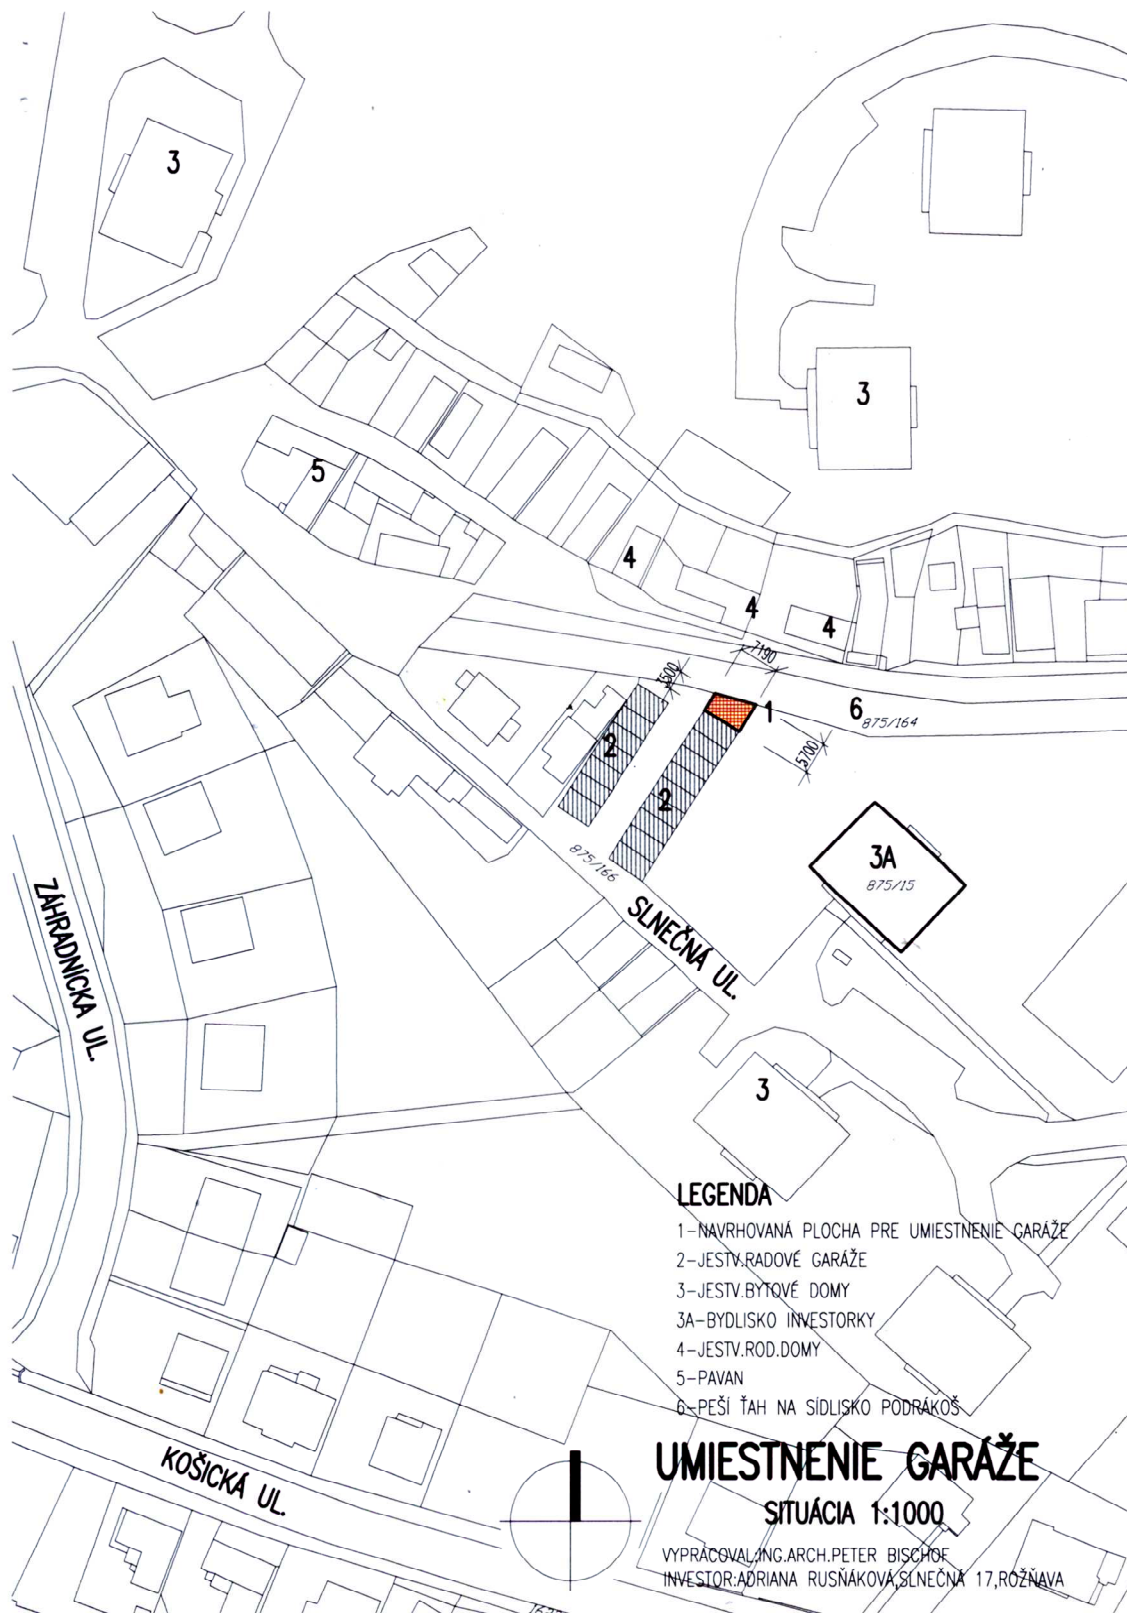 3
3
5
4
4
4
7190
3500
1
6
875/164
2
5700
2
3A
875/15
875/166
SLNEČNÁ UL.
ZÁHRADNÍCKA UL.
3
LEGENDA
1-NAVRHOVANÁ PLOCHA PRE UMIESTNENIE GARÁŽE
2-JESTV.RADOVÉ GARÁŽE
3-JESTV.BYTOVÉ DOMY
3A-BYDLISKO INVESTORKY
4-JESTV.ROD.DOMY
5-PAVAN
6-PEŠÍ ŤAH NA SÍDLISKO PODRÁKOŠ
KOŠICKÁ UL.
UMIESTNENIE GARÁŽE
SITUÁCIA 1:1000
VYPRACOVAL:ING.ARCH.PETER BISCHOF
INVESTOR:ADRIANA RUSŇÁKOVÁ,SLNEČNÁ 17,ROŽŇAVA